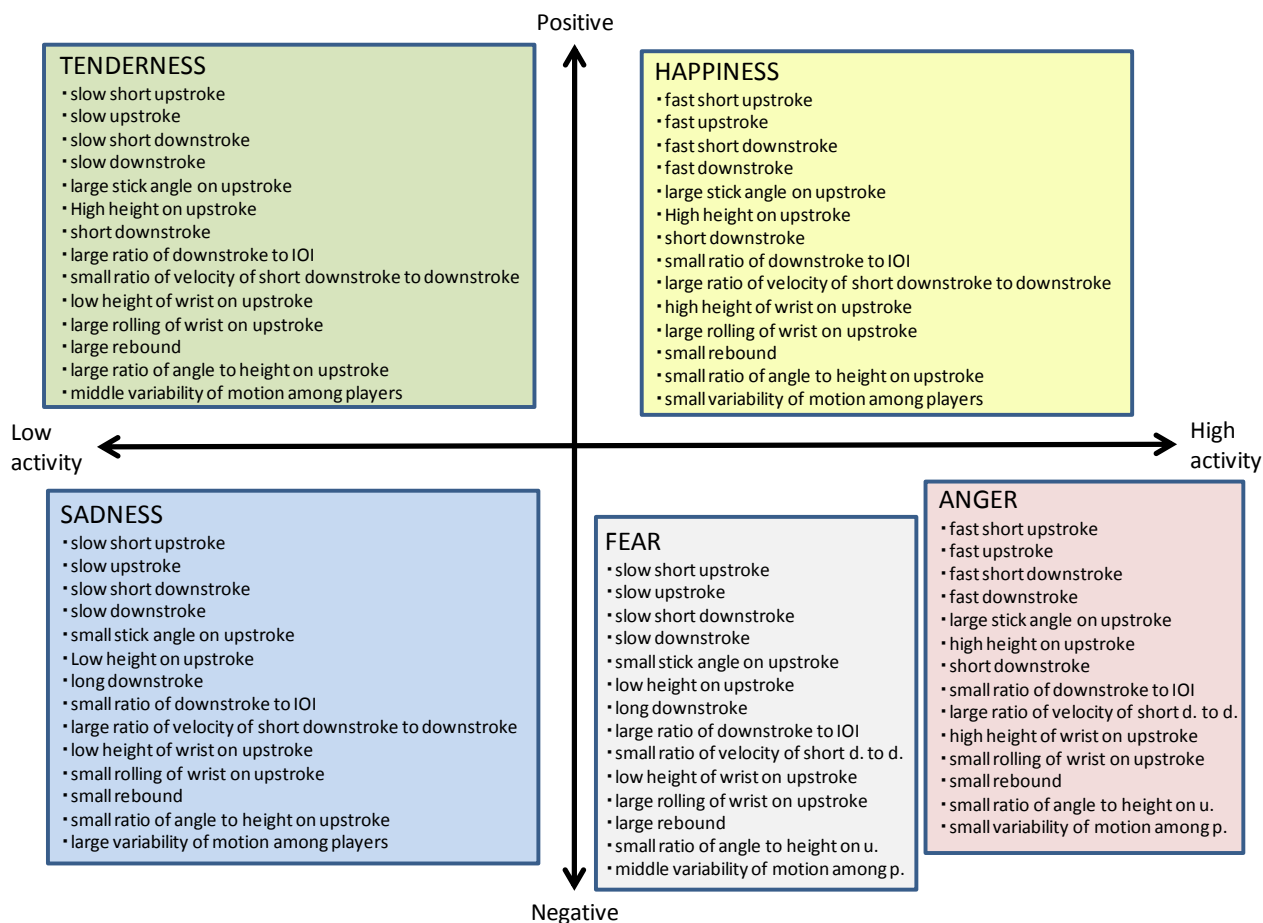 Positive
TENDERNESS
・slow short upstroke
・slow upstroke
・slow short downstroke
・slow downstroke
・large stick angle on upstroke
・High height on upstroke
・short downstroke
・large ratio of downstroke to IOI
・small ratio of velocity of short downstroke to downstroke
・low height of wrist on upstroke
・large rolling of wrist on upstroke
・large rebound
・large ratio of angle to height on upstroke
・middle variability of motion among players
HAPPINESS
・fast short upstroke
・fast upstroke
・fast short downstroke
・fast downstroke
・large stick angle on upstroke
・High height on upstroke
・short downstroke
・small ratio of downstroke to IOI
・large ratio of velocity of short downstroke to downstroke
・high height of wrist on upstroke
・large rolling of wrist on upstroke
・small rebound
・small ratio of angle to height on upstroke
・small variability of motion among players
Low
activity
High
activity
SADNESS
・slow short upstroke
・slow upstroke
・slow short downstroke
・slow downstroke
・small stick angle on upstroke
・Low height on upstroke
・long downstroke
・small ratio of downstroke to IOI
・large ratio of velocity of short downstroke to downstroke
・low height of wrist on upstroke
・small rolling of wrist on upstroke
・small rebound
・small ratio of angle to height on upstroke
・large variability of motion among players
FEAR
・slow short upstroke
・slow upstroke
・slow short downstroke
・slow downstroke
・small stick angle on upstroke
・low height on upstroke
・long downstroke
・large ratio of downstroke to IOI
・small ratio of velocity of short d. to d.
・low height of wrist on upstroke
・large rolling of wrist on upstroke
・large rebound
・small ratio of angle to height on u.
・middle variability of motion among p.
ANGER
・fast short upstroke
・fast upstroke
・fast short downstroke
・fast downstroke
・large stick angle on upstroke
・high height on upstroke
・short downstroke
・small ratio of downstroke to IOI
・large ratio of velocity of short d. to d.
・high height of wrist on upstroke
・small rolling of wrist on upstroke
・small rebound
・small ratio of angle to height on u.
・small variability of motion among p.
Negative